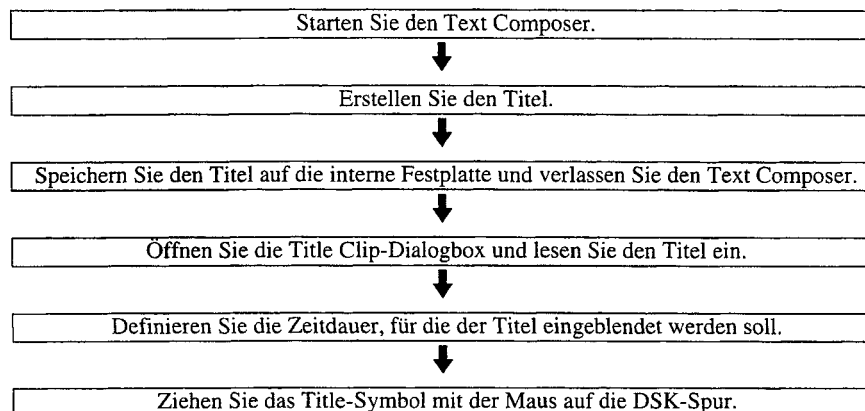 Starten Sie den Text Composer.
Erstellen Sie den Titel.
Speichern Sie den Titel auf die interne Festplatte und verlassen Sie den Text Composer.
Öffnen Sie die Title Clip-Dialogbox und lesen Sie den Titel ein.
Definieren Sie die Zeitdauer, für die der Titel eingeblendet werden soll.
Ziehen Sie das Title-Symbol mit der Maus auf die DSK-Spur.